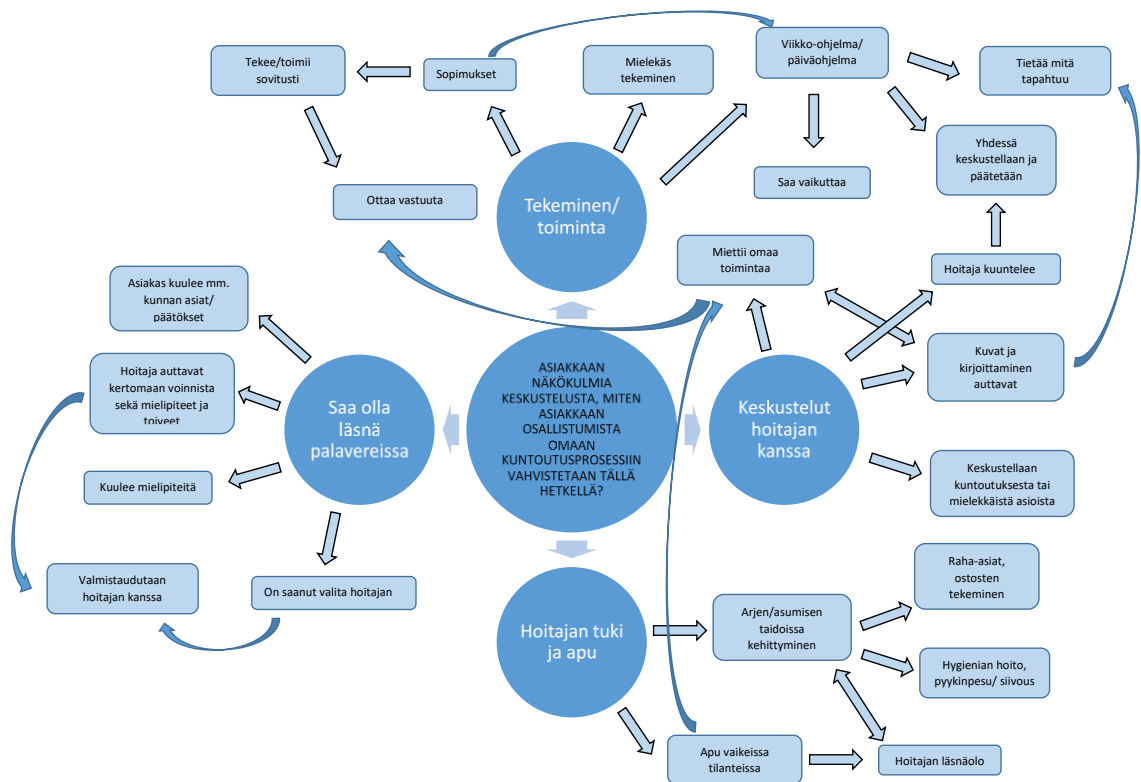 Tekee/toimii
sovitusti
Sopimukset
Mielekäs
tekeminen
Viikko-ohjelma/
päiväohjelma
Tietää mitä
tapahtuu
Yhdessä
keskustellaan ja
päätetään
Saa vaikuttaa
Ottaa vastuuta
Tekeminen/
toiminta
Miettii omaa
toimintaa
Hoitaja kuuntelee
Asiakas kuulee mm.
kunnan asiat/
päätökset
Hoitaja auttavat
kertomaan voinnista
sekä mielipiteet ja
toiveet
Kuulee mielipiteitä
Saa olla
läsnä
palavereissa
ASIAKKAAN
NÄKÖKULMIA
KESKUSTELUSTA, MITEN
ASIAKKAAN
OSALLISTUMISTA
OMAAN
KUNTOUTUSPROSESSIIN
VAHVISTETAAN TÄLLÄ
HETKELLÄ?
Keskustelut
hoitajan
kanssa
Kuvat ja
kirjoittaminen
auttavat
Keskustellaan
kuntoutuksesta tai
mielekkäistä asioista
Valmistaudutaan
hoitajan kanssa
On saanut valita hoitajan
Hoitajan tuki
ja apu
Arjen/asumisen
taidoissa
kehittyminen
Raha-asiat,
ostosten
tekeminen
Hygienian hoito,
pyykinpesu/ siivous
Apu vaikeissa
tilanteissa
Hoitajan läsnäolo